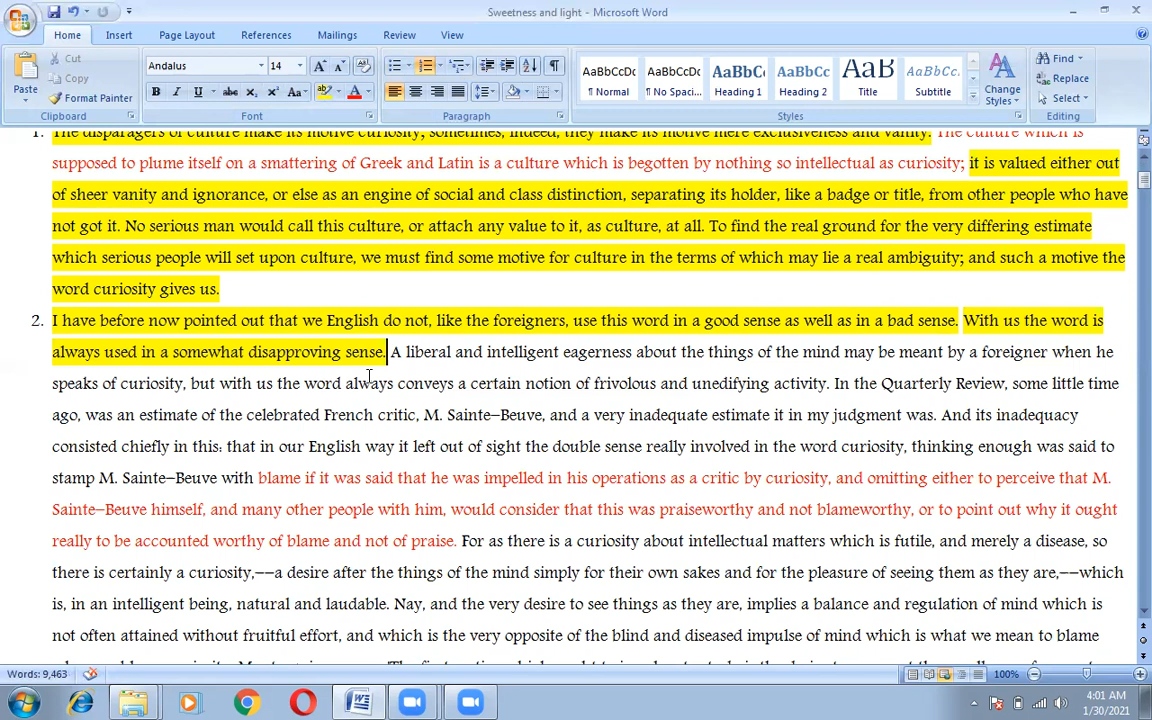 Sweetness and light - Microsoft Word
Home Insert Page Layout References Mailings Review View
Paste Cut Copy Format Painter
Andalus 14
AaBbCcDc AaBbCcDc AaBbC AaBbCc AaB AaBbCc
¶ Normal ¶ No Spaci... Heading 1 Heading 2 Title Subtitle
Change Styles
Find Replace Select
Clipboard Font Paragraph Styles Editing
1. The disparagers of culture make its motive curiosity; sometimes, indeed, they make its motive mere exclusiveness and vanity. The culture which is
supposed to plume itself on a smattering of Greek and Latin is a culture which is begotten by nothing so intellectual as curiosity; it is valued either out
of sheer vanity and ignorance, or else as an engine of social and class distinction, separating its holder, like a badge or title, from other people who have
not got it. No serious man would call this culture, or attach any value to it, as culture, at all. To find the real ground for the very differing estimate
which serious people will set upon culture, we must find some motive for culture in the terms of which may lie a real ambiguity; and such a motive the
word curiosity gives us.
2. I have before now pointed out that we English do not, like the foreigners, use this word in a good sense as well as in a bad sense. With us the word is
always used in a somewhat disapproving sense. A liberal and intelligent eagerness about the things of the mind may be meant by a foreigner when he
speaks of curiosity, but with us the word always conveys a certain notion of frivolous and unedifying activity. In the Quarterly Review, some little time
ago, was an estimate of the celebrated French critic, M. Sainte-Beuve, and a very inadequate estimate it in my judgment was. And its inadequacy
consisted chiefly in this: that in our English way it left out of sight the double sense really involved in the word curiosity, thinking enough was said to
stamp M. Sainte-Beuve with blame if it was said that he was impelled in his operations as a critic by curiosity, and omitting either to perceive that M.
Sainte-Beuve himself, and many other people with him, would consider that this was praiseworthy and not blameworthy, or to point out why it ought
really to be accounted worthy of blame and not of praise. For as there is a curiosity about intellectual matters which is futile, and merely a disease, so
there is certainly a curiosity,--a desire after the things of the mind simply for their own sakes and for the pleasure of seeing them as they are,--which
is, in an intelligent being, natural and laudable. Nay, and the very desire to see things as they are, implies a balance and regulation of mind which is
not often attained without fruitful effort, and which is the very opposite of the blind and diseased impulse of mind which is what we mean to blame
Words: 9,463 100%
4:01 AM
1/30/2021